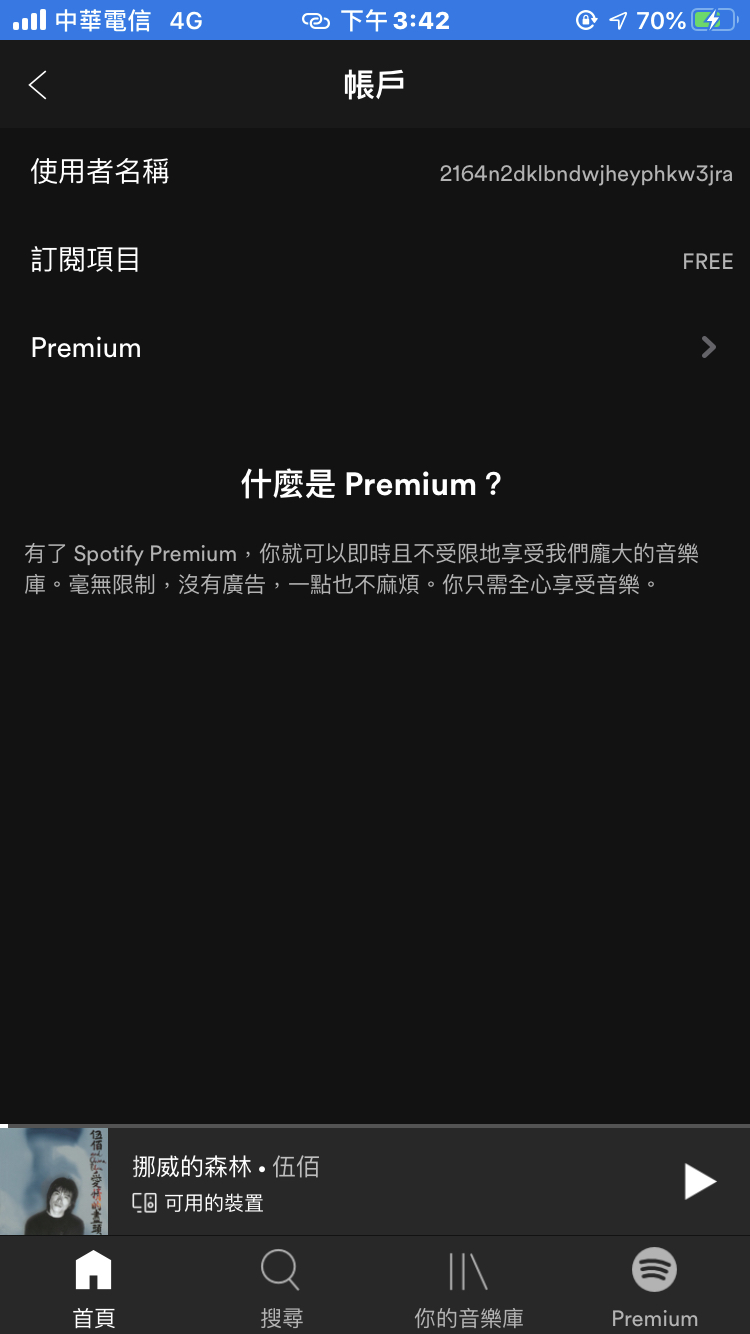 中華電信 4G 下午 3:42 70%
帳戶
使用者名稱 2164n2dklbndwjheyphkw3jra
訂閱項目 FREE
Premium
什麼是 Premium？
有了 Spotify Premium，你就可以即時且不受限地享受我們龐大的音樂
庫。毫無限制，沒有廣告，一點也不麻煩。你只需全心享受音樂。
伍佰
愛情的盡頭
挪威的森林 • 伍佰
可用的裝置
首頁 搜尋 你的音樂庫 Premium